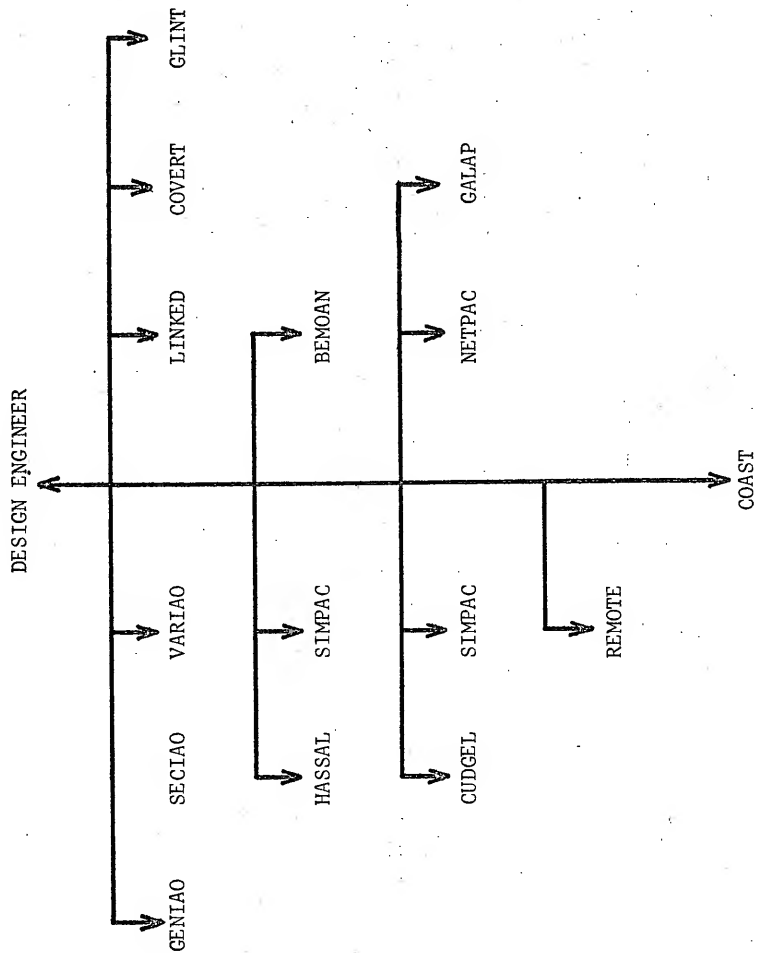 DESIGN ENGINEER
GENIAO SECIAO VARIAO LINKED COVERT GLINT
HASSAL SIMPAC BEMOAN
CUDGEL SIMPAC NETPAC GALAP
REMOTE
COAST